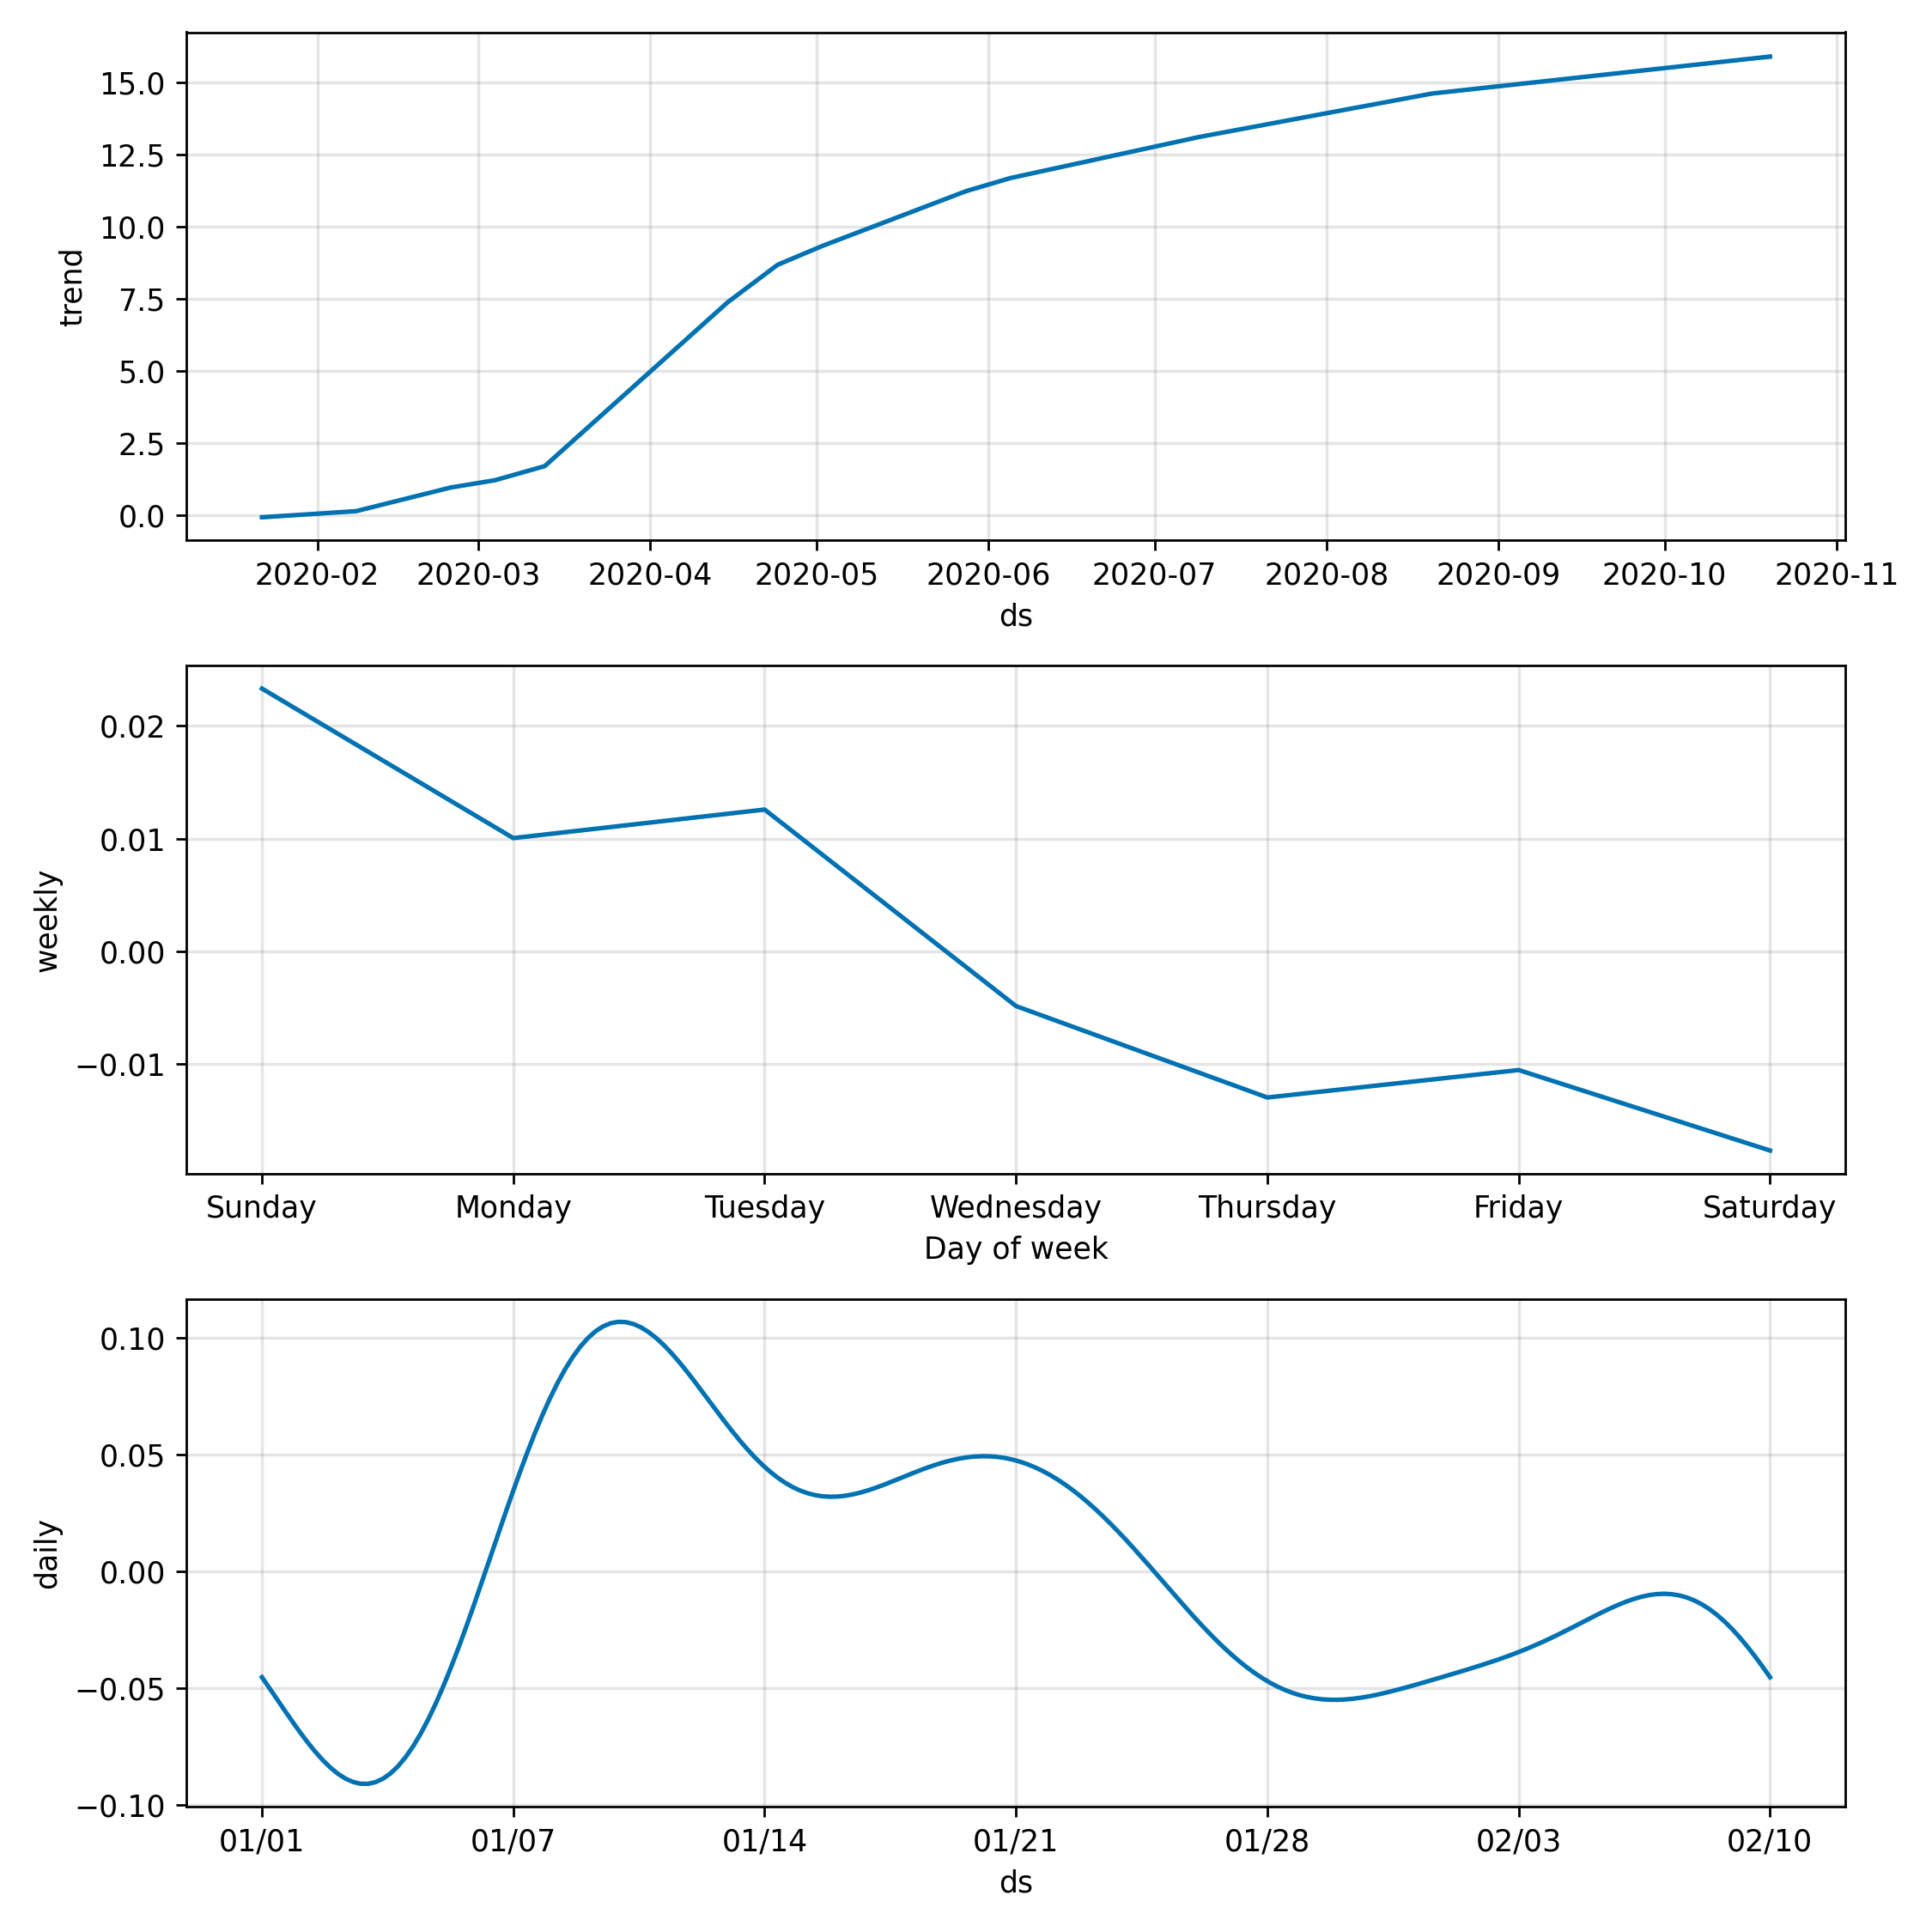 15.0
12.5
10.0
7.5
5.0
2.5
0.0
trend
2020-02 2020-03 2020-04 2020-05 2020-06 2020-07 2020-08 2020-09 2020-10 2020-11
ds
0.02
0.01
0.00
−0.01
weekly
Sunday Monday Tuesday Wednesday Thursday Friday Saturday
Day of week
0.10
0.05
0.00
−0.05
−0.10
daily
01/01 01/07 01/14 01/21 01/28 02/03 02/10
ds